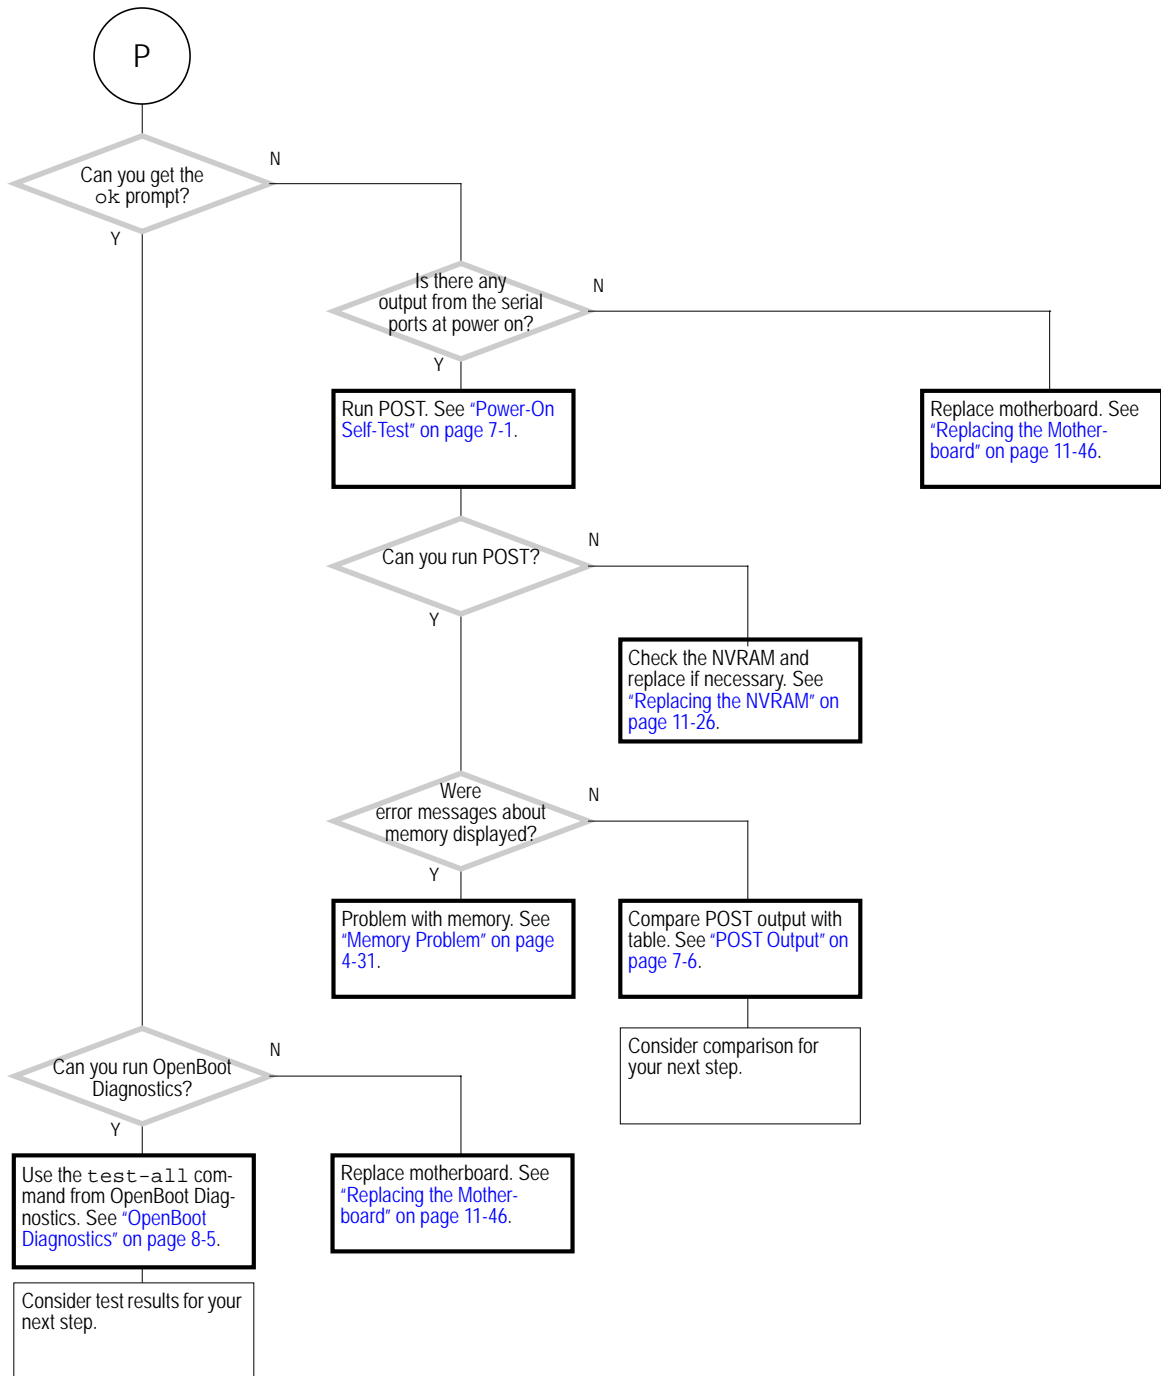 P
Can you get the
ok prompt?
N
Y
Is there any
output from the serial
ports at power on?
N
Y
Run POST. See “Power-On
Self-Test” on page 7-1.
Replace motherboard. See
“Replacing the Mother-
board” on page 11-46.
Can you run POST?
N
Y
Check the NVRAM and
replace if necessary. See
“Replacing the NVRAM” on
page 11-26.
Were
error messages about
memory displayed?
N
Y
Problem with memory. See
“Memory Problem” on page
4-31.
Compare POST output with
table. See “POST Output” on
page 7-6.
Consider comparison for
your next step.
Can you run OpenBoot
Diagnostics?
N
Y
Use the test-all com-
mand from OpenBoot Diag-
nostics. See “OpenBoot
Diagnostics” on page 8-5.
Replace motherboard. See
“Replacing the Mother-
board” on page 11-46.
Consider test results for your
next step.